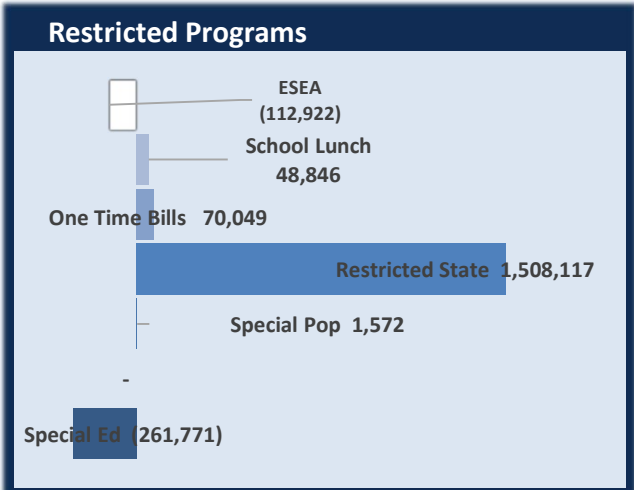 Restricted Programs
ESEA
(112,922)
School Lunch
48,846
One Time Bills 70,049
Restricted State 1,508,117
Special Pop 1,572
-
Special Ed (261,771)